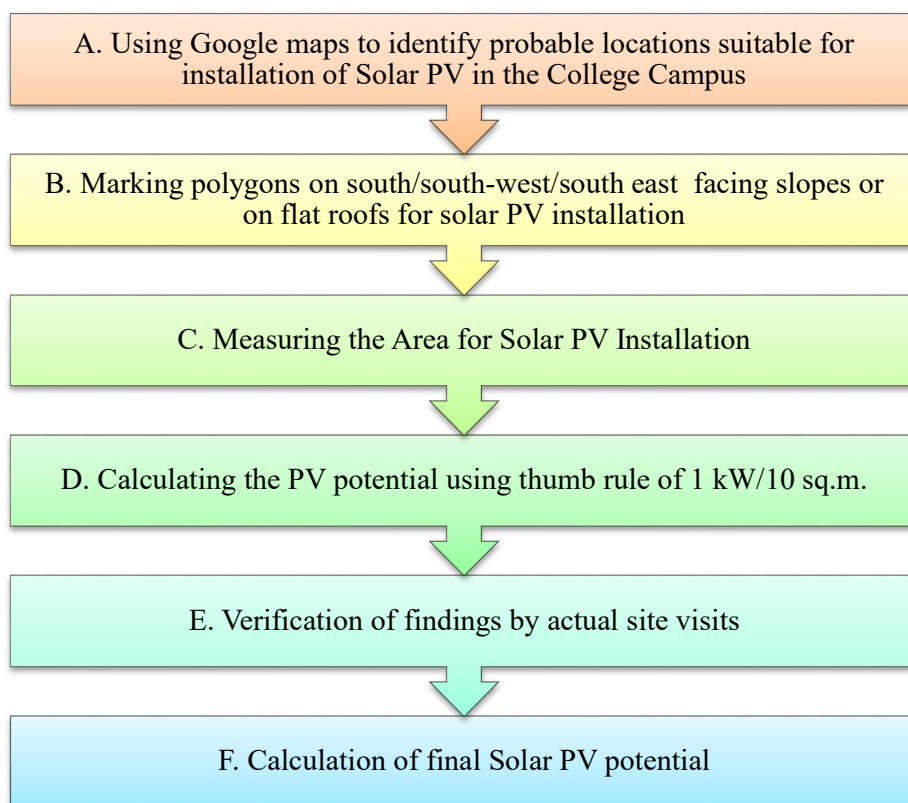 A. Using Google maps to identify probable locations suitable for
installation of Solar PV in the College Campus
B. Marking polygons on south/south-west/south east facing slopes or
on flat roofs for solar PV installation
C. Measuring the Area for Solar PV Installation
D. Calculating the PV potential using thumb rule of 1 kW/10 sq.m.
E. Verification of findings by actual site visits
F. Calculation of final Solar PV potential